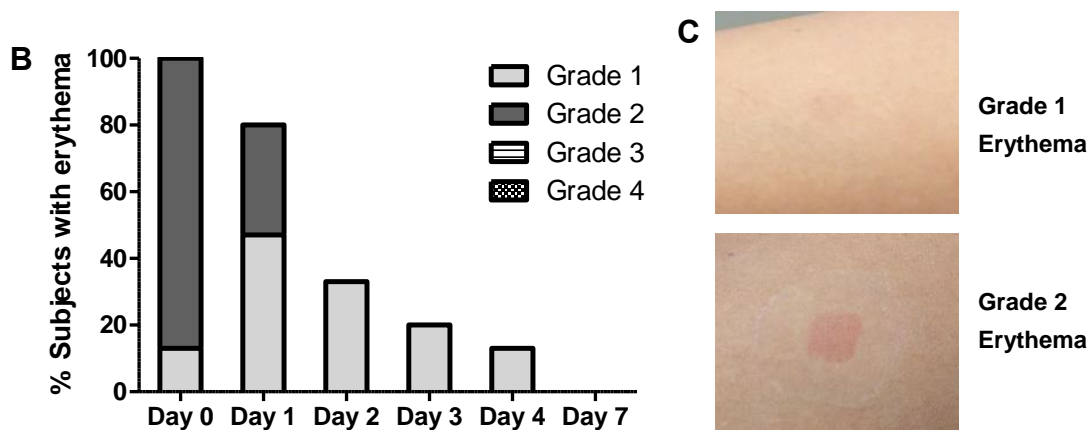 B
% Subjects with erythema
100
80
60
40
20
0
Day 0 Day 1 Day 2 Day 3 Day 4 Day 7
Grade 1
Grade 2
Grade 3
Grade 4
C
Grade 1
Erythema
Grade 2
Erythema